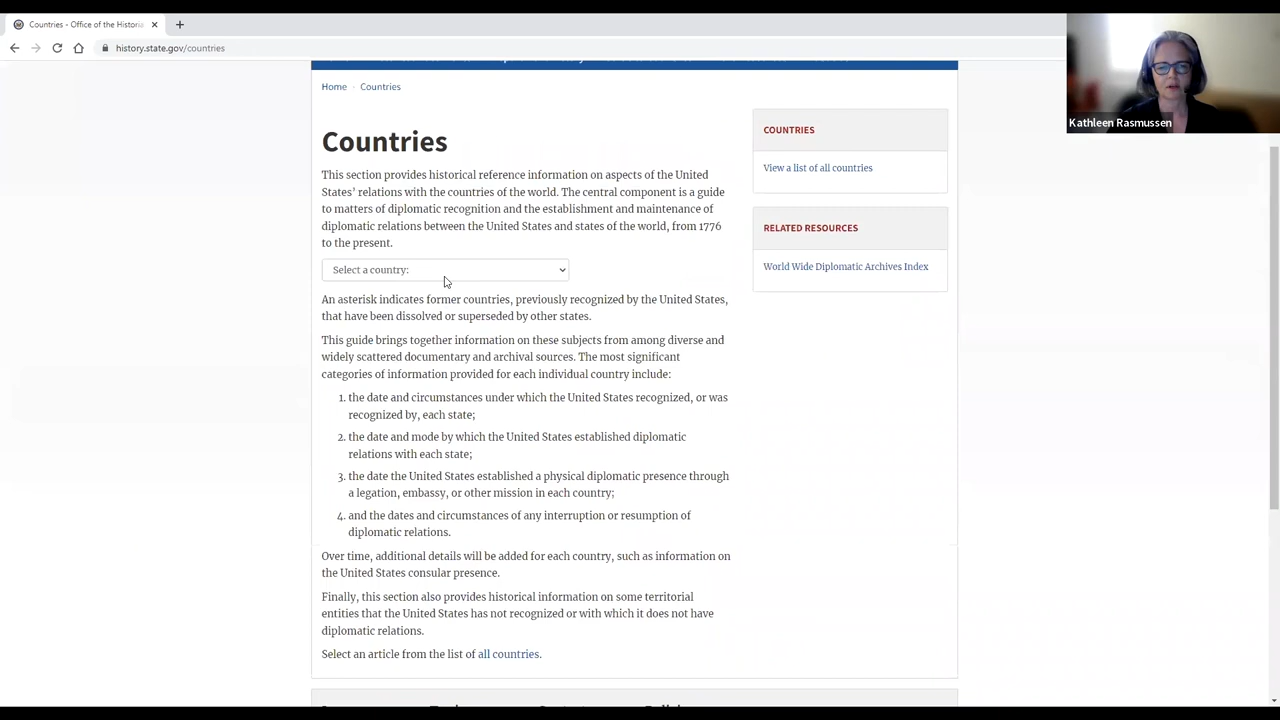 Countries - Office of the Historia
history.state.gov/countries
Kathleen Rasmussen
Home
Countries
Countries
This section provides historical reference information on aspects of the United
States' relations with the countries of the world. The central component is a guide
to matters of diplomatic recognition and the establishment and maintenance of
diplomatic relations between the United States and states of the world, from 1776
to the present.
Select a country:
An asterisk indicates former countries, previously recognized by the United States,
that have been dissolved or superseded by other states.
This guide brings together information on these subjects from among diverse and
widely scattered documentary and archival sources. The most significant
categories of information provided for each individual country include:
1. the date and circumstances under which the United States recognized, or was
recognized by, each state;
2. the date and mode by which the United States established diplomatic
relations with each state;
3. the date the United States established a physical diplomatic presence through
a legation, embassy, or other mission in each country;
4. and the dates and circumstances of any interruption or resumption of
diplomatic relations.
Over time, additional details will be added for each country, such as information on
the United States consular presence.
Finally, this section also provides historical information on some territorial
entities that the United States has not recognized or with which it does not have
diplomatic relations.
Select an article from the list of all countries.
COUNTRIES
View a list of all countries
RELATED RESOURCES
World Wide Diplomatic Archives Index